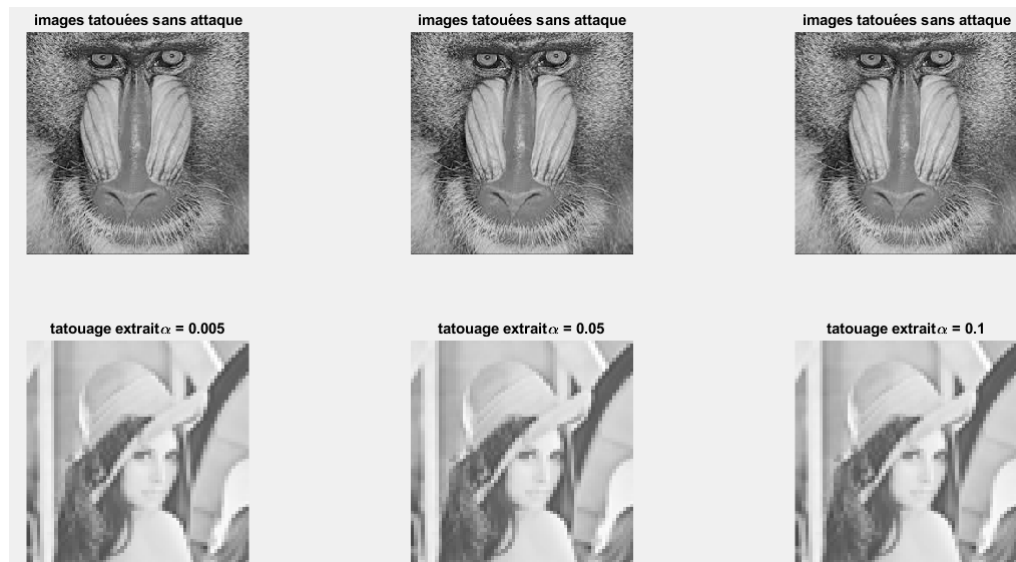 images tatouées sans attaque
images tatouées sans attaque
images tatouées sans attaque
tatouage extraitα = 0.005
tatouage extraitα = 0.05
tatouage extraitα = 0.1